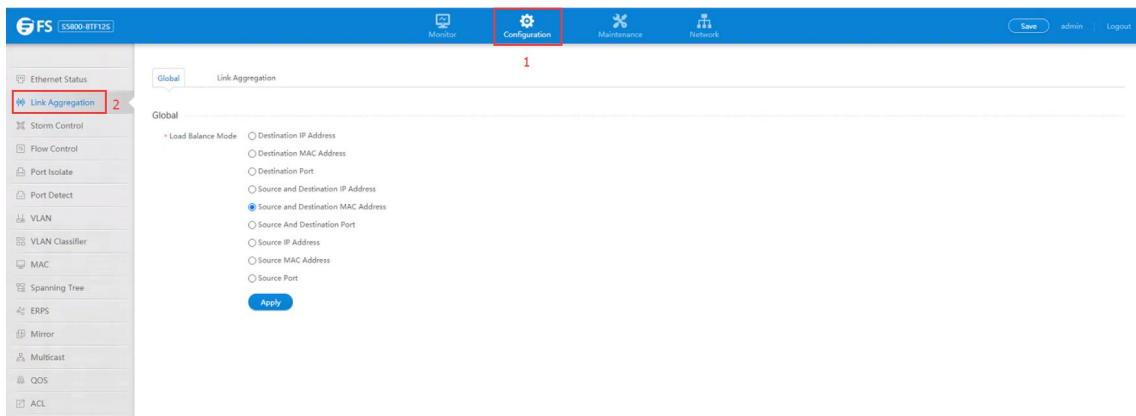 FS S5800-8TF12S
Monitor
Configuration
Maintenance
Network
Save admin Logout
1
Ethernet Status
Link Aggregation 2
Storm Control
Flow Control
Port Isolate
Port Detect
VLAN
VLAN Classifier
MAC
Spanning Tree
ERPS
Mirror
Multicast
QOS
ACL
Global Link Aggregation
Global
* Load Balance Mode
Destination IP Address
Destination MAC Address
Destination Port
Source and Destination IP Address
Source and Destination MAC Address
Source And Destination Port
Source IP Address
Source MAC Address
Source Port
Apply